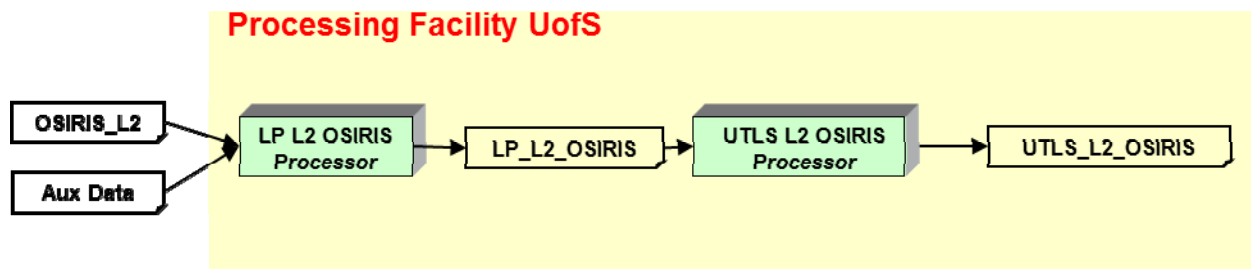 Processing Facility UofS
OSIRIS_L2
Aux Data
LP L2 OSIRIS
Processor
LP_L2_OSIRIS
UTLS L2 OSIRIS
Processor
UTLS_L2_OSIRIS